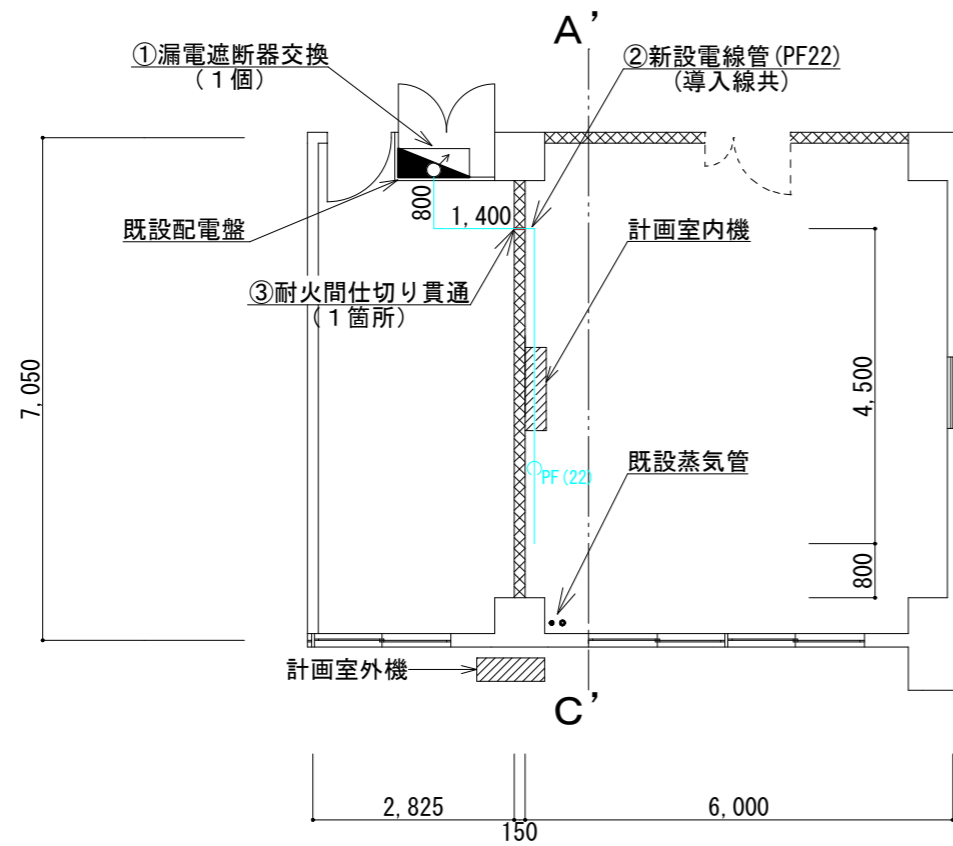 A’
①漏電遮断器交換
(1個)
②新設電線管(PF22)
(導入線共)
800
1,400
既設配電盤
計画室内機
③耐火間仕切り貫通
(1箇所)
7,050
4,500
既設蒸気管
PF(22)
800
計画室外機
C’
2,825
6,000
150